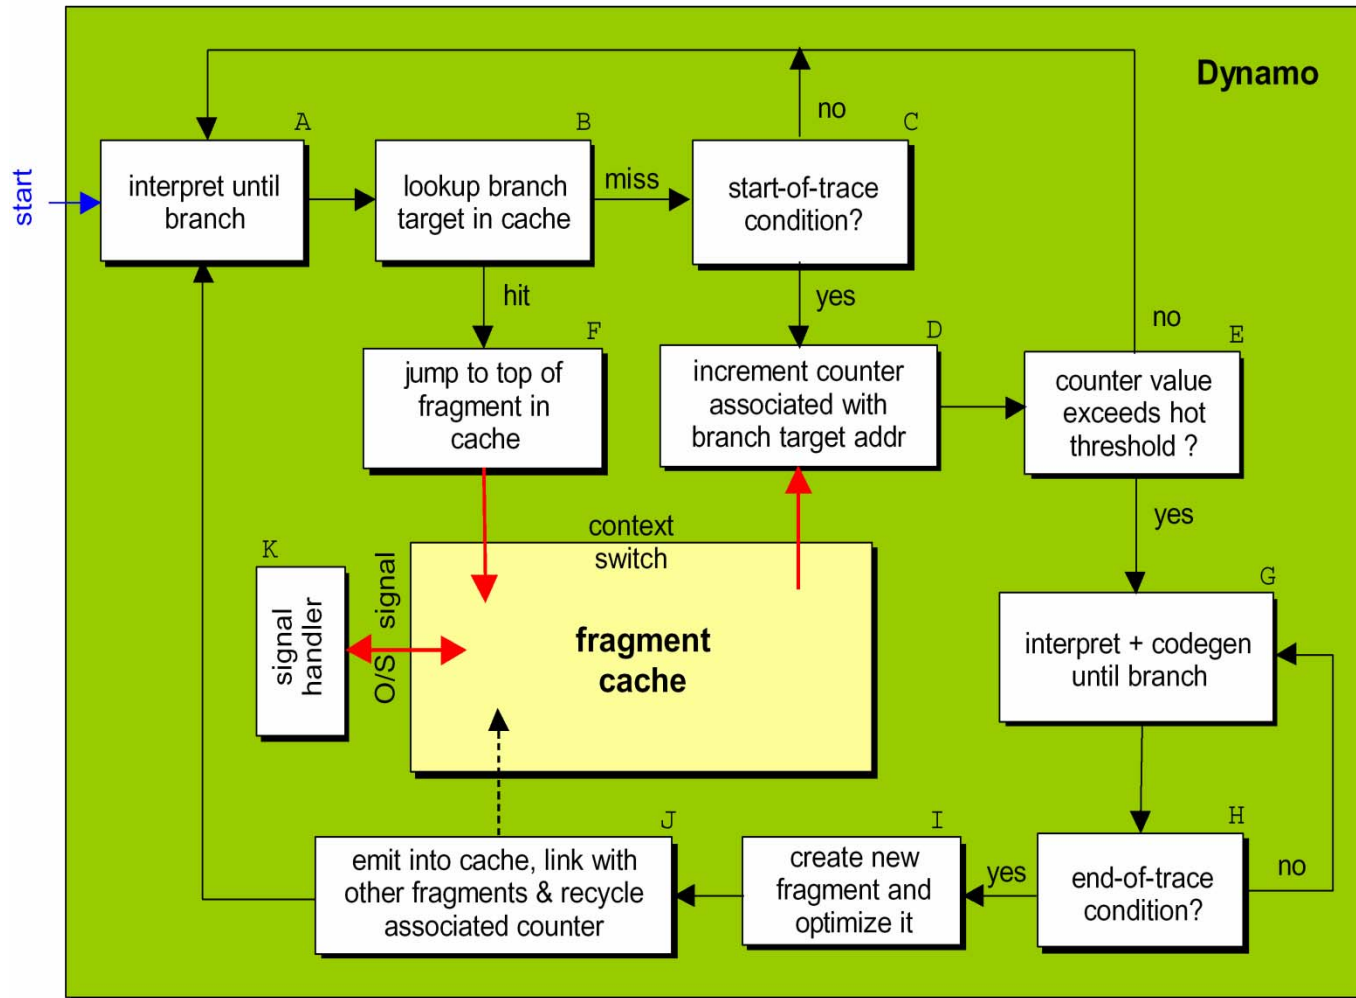 Dynamo
no
A
B
C
start
interpret until
branch
lookup branch
target in cache
miss
start-of-trace
condition?
hit
yes
no
F
D
E
jump to top of
fragment in
cache
increment counter
associated with
branch target addr
counter value
exceeds hot
threshold ?
yes
context
switch
K
signal
handler
O/S signal
fragment
cache
G
interpret + codegen
until branch
J
I
H
emit into cache, link with
other fragments & recycle
associated counter
create new
fragment and
optimize it
yes
end-of-trace
condition?
no